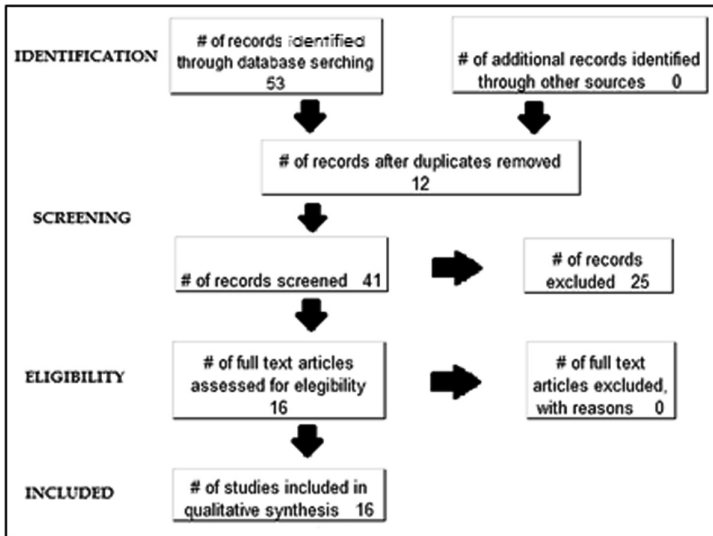 IDENTIFICATION
# of records identified
through database serching
53
# of additional records identified
through other sources 0
# of records after duplicates removed
12
SCREENING
# of records screened 41
# of records
excluded 25
ELIGIBILITY
# of full text articles
assessed for elegibility
16
# of full text
articles excluded,
with reasons 0
INCLUDED
# of studies included in
qualitative synthesis 16